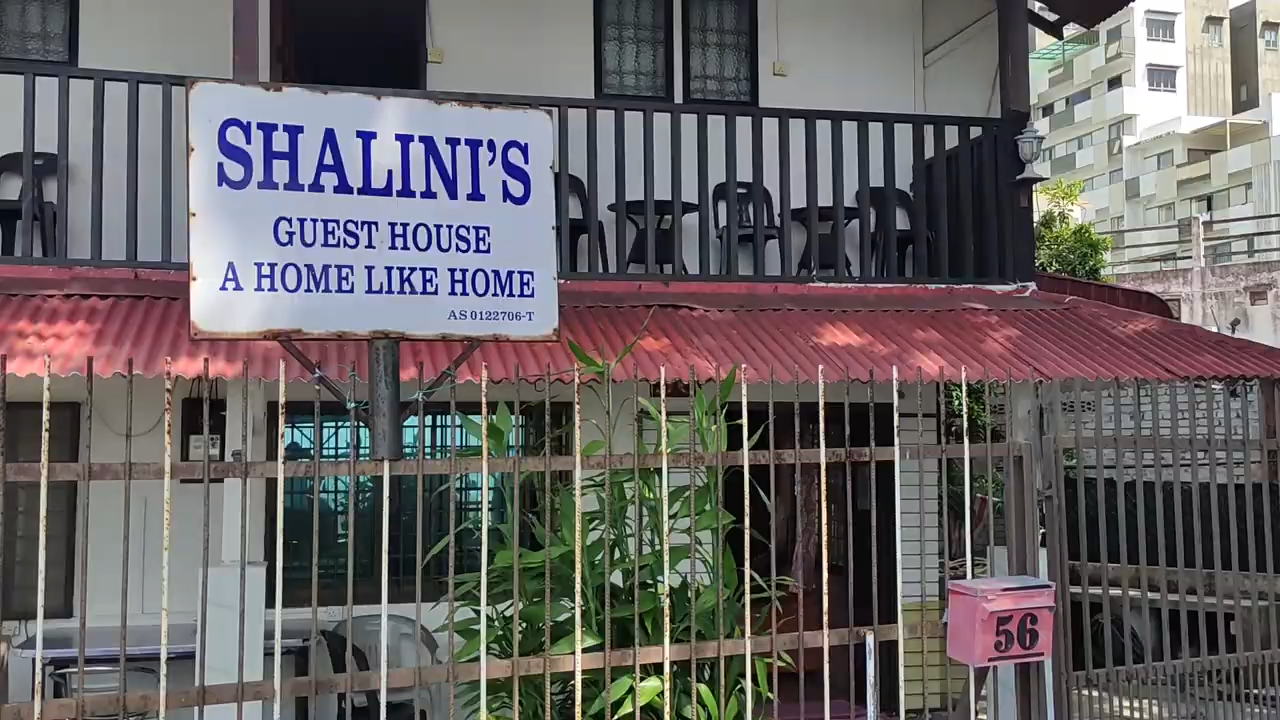 SHALINI'S
GUEST HOUSE
A HOME LIKE HOME
AS 0122706-T
56